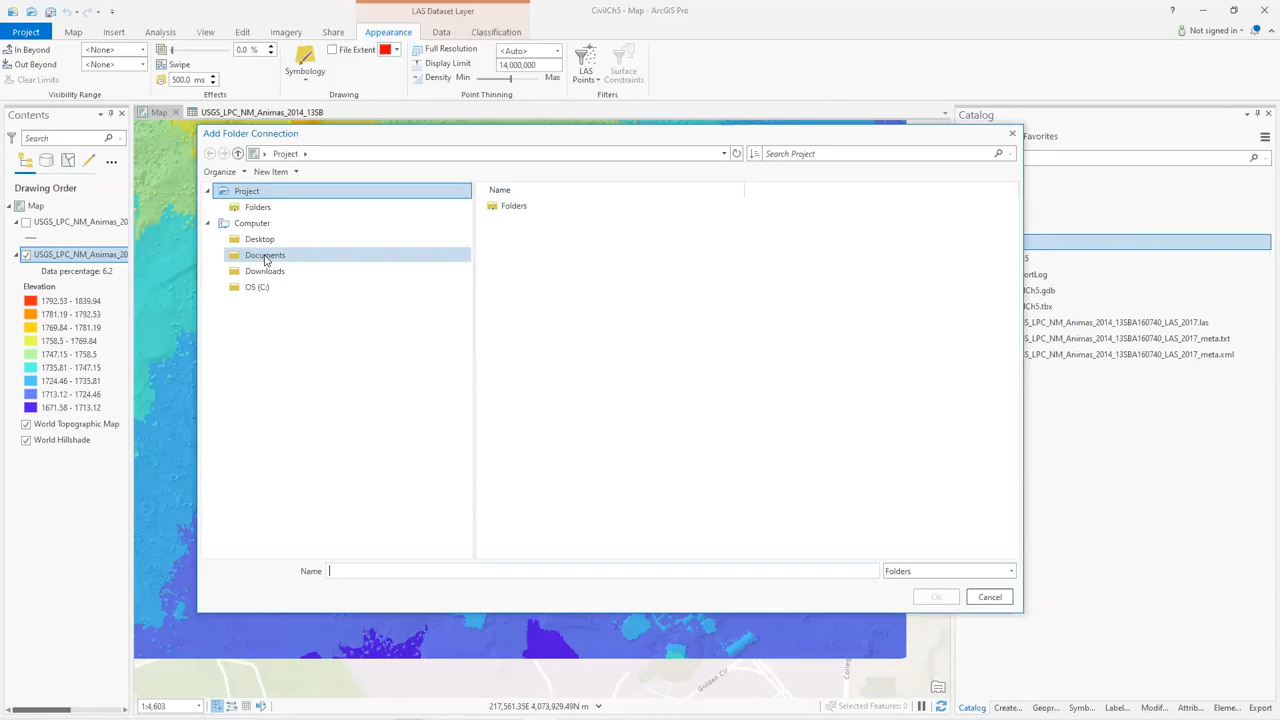 LAS Dataset Layer
CivilCh5 - Map - ArcGIS Pro
?
Project Map Insert Analysis View Edit Imagery Share Appearance Data Classification
Not signed in
In Beyond <None>
Out Beyond <None>
Clear Limits
Visibility Range
0.0 %
Swipe
500.0 ms
Effects
File Extent
Symbology
Drawing
Full Resolution <Auto>
Display Limit 14,000,000
Density Min Max
Point Thinning
LAS Points
Surface Constraints
Filters
Contents
Search
Drawing Order
Map
USGS_LPC_NM_Animas_20
USGS_LPC_NM_Animas_20
Data percentage: 6.2
Elevation
1792.53 - 1839.94
1781.19 - 1792.53
1769.84 - 1781.19
1758.5 - 1769.84
1747.15 - 1758.5
1735.81 - 1747.15
1724.46 - 1735.81
1713.12 - 1724.46
1671.58 - 1713.12
World Topographic Map
World Hillshade
Map USGS_LPC_NM_Animas_2014_13SB
Add Folder Connection
Project
Search Project
Organize New Item
Project
Folders
Computer
Desktop
Documents
Downloads
OS (C:)
Name
Folders
Name
Folders
OK Cancel
Golden Cir
1:4,603
217,561.35E 4,073,929.49N m
Selected Features: 0
Catalog
Favorites
5
ortLog
lCh5.gdb
lCh5.tbx
S_LPC_NM_Animas_2014_13SBA160740_LAS_2017.las
S_LPC_NM_Animas_2014_13SBA160740_LAS_2017_meta.txt
S_LPC_NM_Animas_2014_13SBA160740_LAS_2017_meta.xml
Catalog Create... Geopr... Symb... Modif... Attrib... Label... Eleme... Export